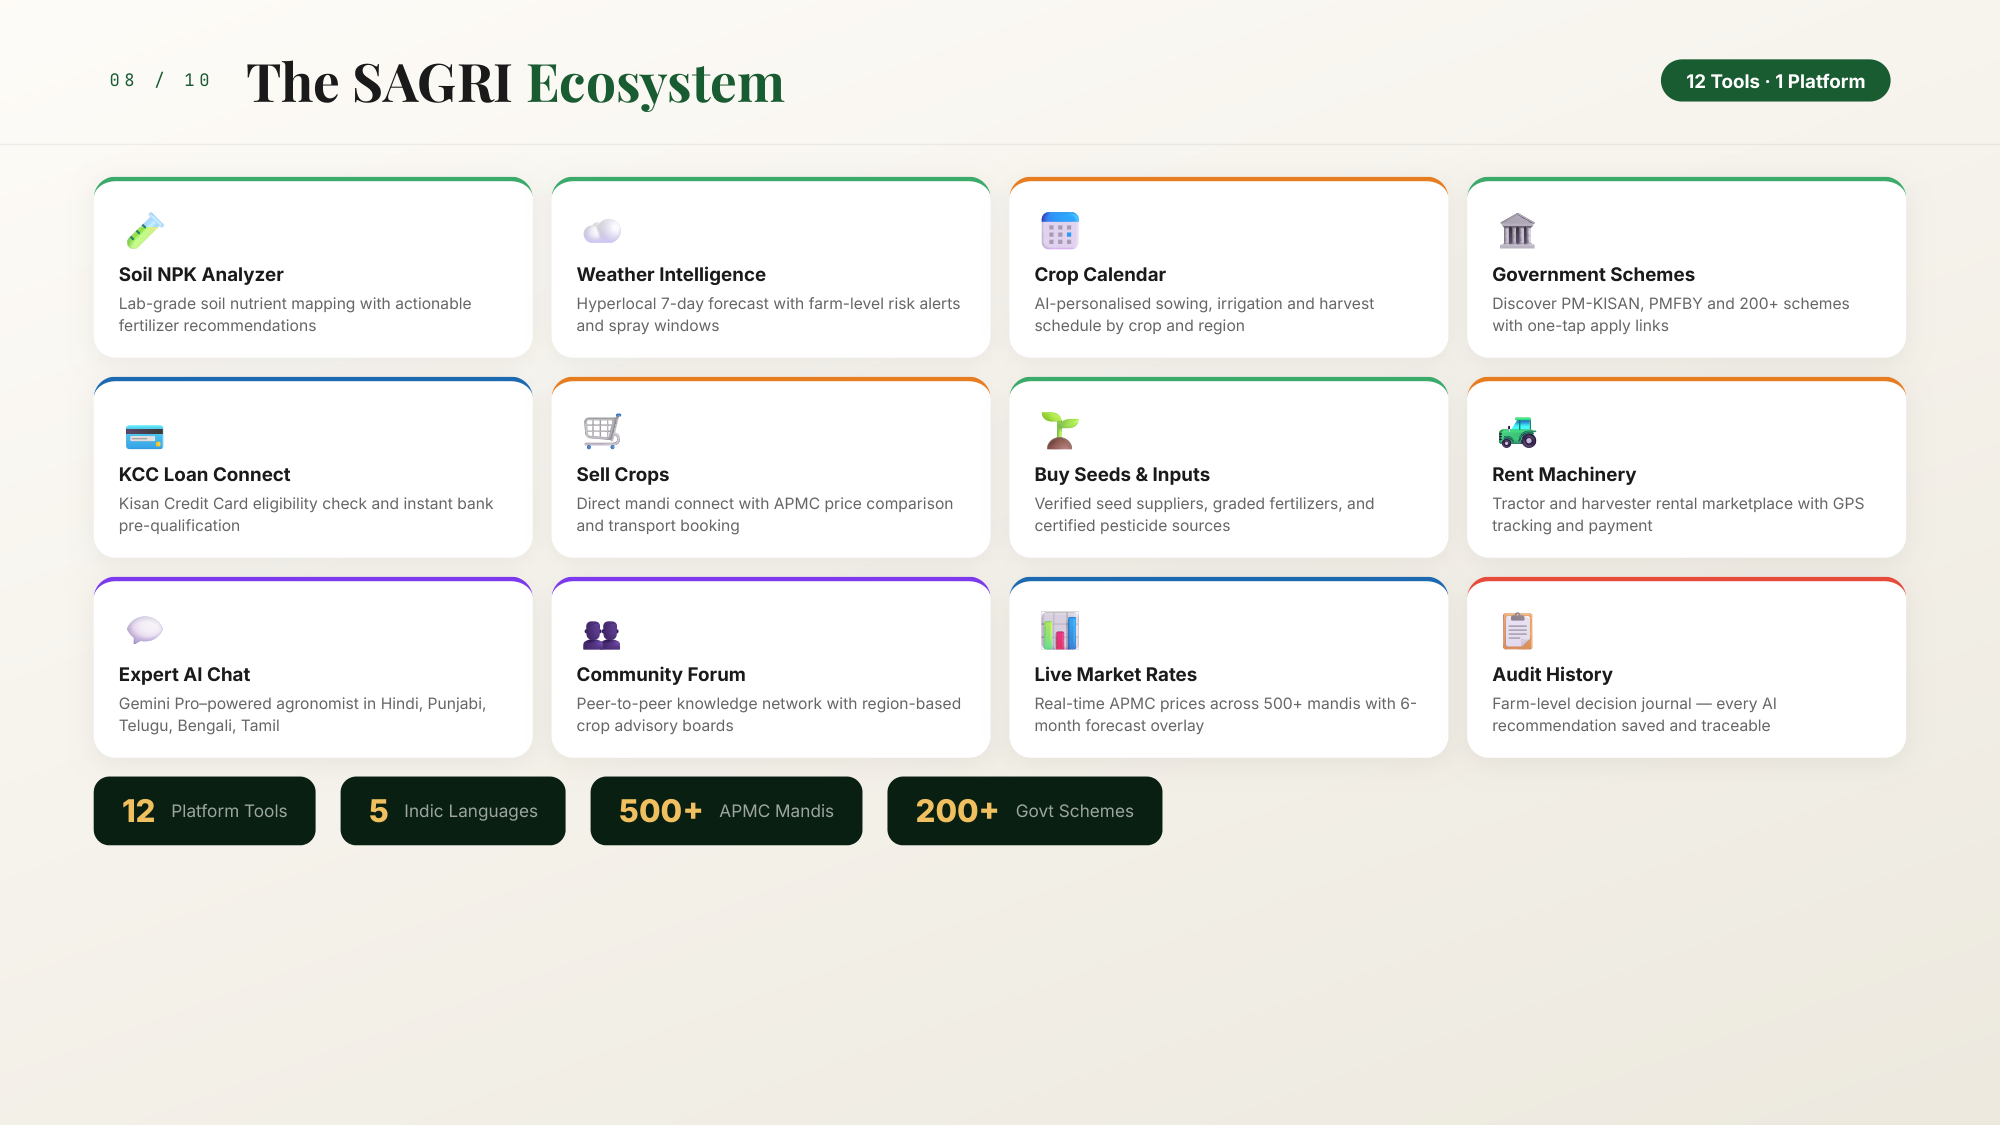 08 / 10
The SAGRI Ecosystem
12 Tools · 1 Platform
Soil NPK Analyzer
Lab-grade soil nutrient mapping with actionable
fertilizer recommendations
Weather Intelligence
Hyperlocal 7-day forecast with farm-level risk alerts
and spray windows
Crop Calendar
AI-personalised sowing, irrigation and harvest
schedule by crop and region
Government Schemes
Discover PM-KISAN, PMFBY and 200+ schemes
with one-tap apply links
KCC Loan Connect
Kisan Credit Card eligibility check and instant bank
pre-qualification
Sell Crops
Direct mandi connect with APMC price comparison
and transport booking
Buy Seeds & Inputs
Verified seed suppliers, graded fertilizers, and
certified pesticide sources
Rent Machinery
Tractor and harvester rental marketplace with GPS
tracking and payment
Expert AI Chat
Gemini Pro–powered agronomist in Hindi, Punjabi,
Telugu, Bengali, Tamil
Community Forum
Peer-to-peer knowledge network with region-based
crop advisory boards
Live Market Rates
Real-time APMC prices across 500+ mandis with 6-
month forecast overlay
Audit History
Farm-level decision journal — every AI
recommendation saved and traceable
12 Platform Tools
5 Indic Languages
500+ APMC Mandis
200+ Govt Schemes